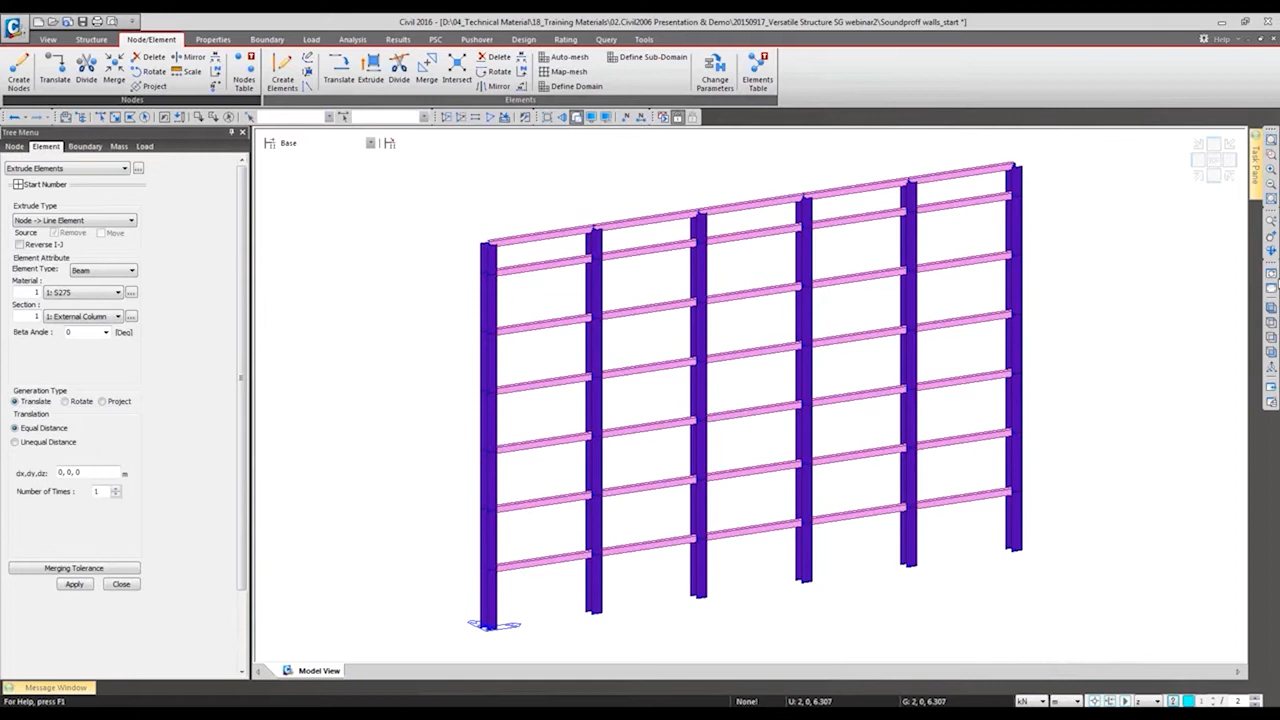 Civil 2016 - [D:\04_Technical Material\18_Training Materials\02.Civil2006 Presentation & Demo\20150917_Versatile Structure SG webinar2\Soundproff walls_start *]
View Structure Node/Element Properties Boundary Load Analysis Results PSC Pushover Design Rating Query Tools Help
Create Nodes Translate Divide Merge Delete Rotate Project Mirror Scale Nodes Table
Create Elements Translate Extrude Divide Merge Intersect Delete Rotate Mirror Auto-mesh Map-mesh Define Domain Define Sub-Domain Change Parameters Elements Table
Nodes Elements
Tree Menu
Node Element Boundary Mass Load
Base
Task Pane
Extrude Elements
Start Number
Extrude Type
Node -> Line Element
Source Remove Move
Reverse I-J
Element Attribute
Element Type: Beam
Material :
1 1: S275
Section :
1 1: External Column
Beta Angle : 0 [Deg]
Generation Type
Translate Rotate Project
Translation
Equal Distance
Unequal Distance
dx,dy,dz: 0, 0, 0 m
Number of Times : 1
Merging Tolerance
Apply Close
Model View
Message Window
For Help, press F1 None! U: 2, 0, 6.307 G: 2, 0, 6.307 kN m z ? 1 / 2